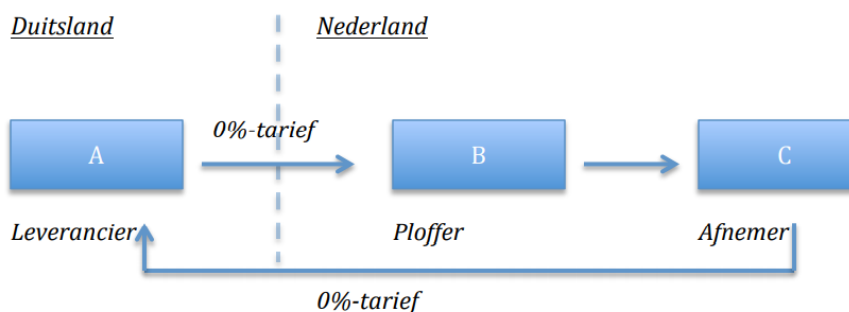 Duitsland
Nederland
0%-tarief
A
B
C
Leverancier
Ploffer
Afnemer
0%-tarief